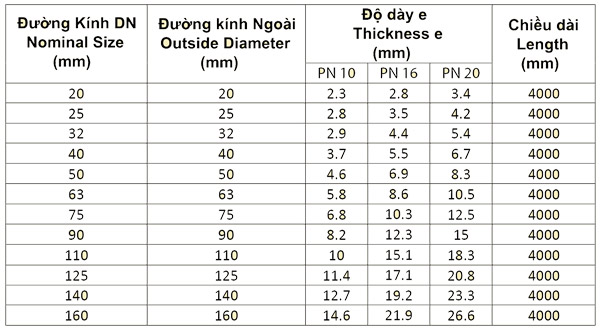 Đường Kính DN Đường kính Ngoài Độ dày e Chiều dài
Nominal Size Outside Diameter Thickness e Length
(mm) (mm) (mm) (mm)
PN 10 PN 16 PN 20
20 20 2.3 2.8 3.4 4000
25 25 2.8 3.5 4.2 4000
32 32 2.9 4.4 5.4 4000
40 40 3.7 5.5 6.7 4000
50 50 4.6 6.9 8.3 4000
63 63 5.8 8.6 10.5 4000
75 75 6.8 10.3 12.5 4000
90 90 8.2 12.3 15 4000
110 110 10 15.1 18.3 4000
125 125 11.4 17.1 20.8 4000
140 140 12.7 19.2 23.3 4000
160 160 14.6 21.9 26.6 4000